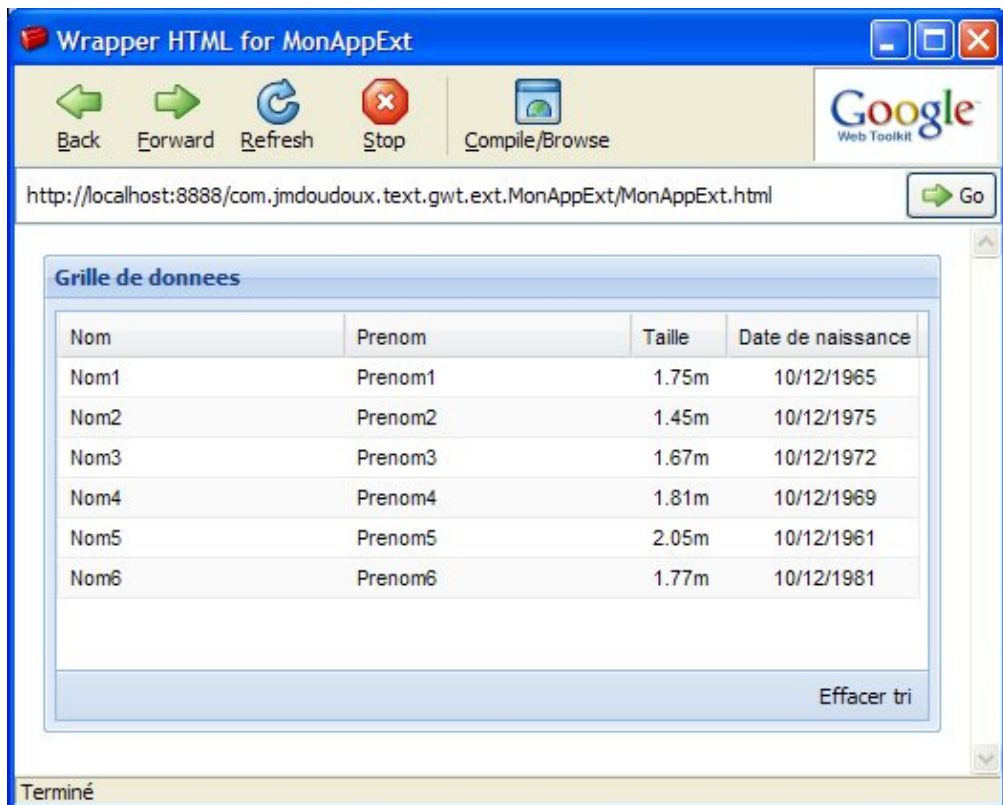 Wrapper HTML for MonAppExt
Back Forward Refresh Stop Compile/Browse
Google
Web Toolkit
http://localhost:8888/com.jmdoudoux.text.gwt.ext.MonAppExt/MonAppExt.html Go
Grille de donnees
Nom Prenom Taille Date de naissance
Nom1 Prenom1 1.75m 10/12/1965
Nom2 Prenom2 1.45m 10/12/1975
Nom3 Prenom3 1.67m 10/12/1972
Nom4 Prenom4 1.81m 10/12/1969
Nom5 Prenom5 2.05m 10/12/1961
Nom6 Prenom6 1.77m 10/12/1981
Effacer tri
Terminé